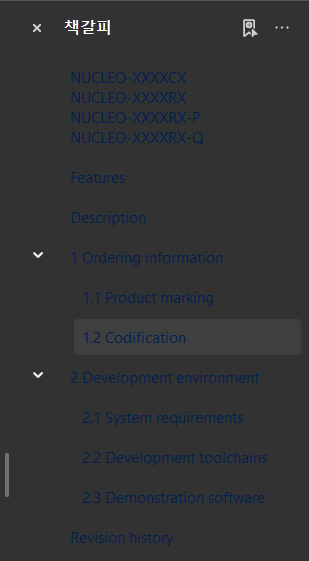 책갈피
NUCLEO-XXXXCX
NUCLEO-XXXXRX
NUCLEO-XXXXRX-P
NUCLEO-XXXXRX-Q
Features
Description
1 Ordering information
1.1 Product marking
1.2 Codification
2 Development environment
2.1 System requirements
2.2 Development toolchains
2.3 Demonstration software
Revision history